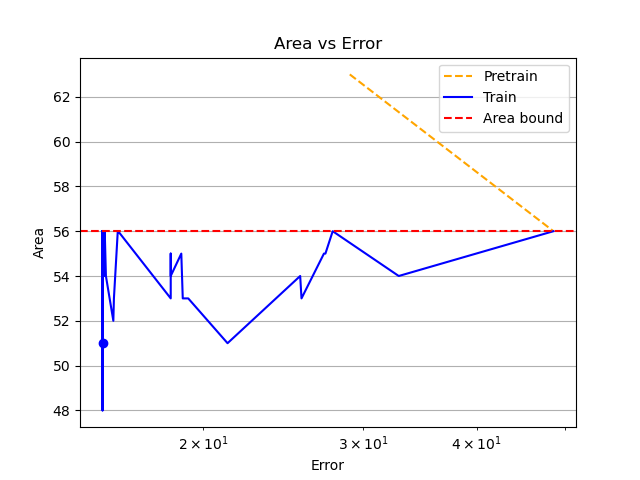 Area vs Error
Pretrain
Train
Area bound
62
60
58
56
54
52
50
48
Area
2 × 10¹
3 × 10¹
4 × 10¹
Error